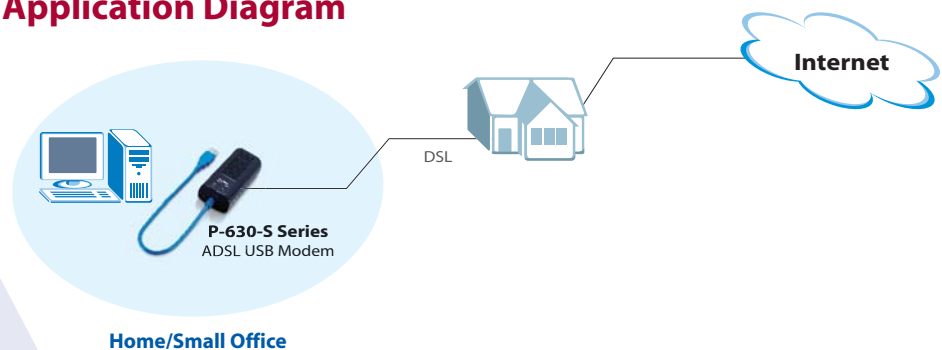 Application Diagram
Internet
DSL
P-630-S Series
ADSL USB Modem
Home/Small Office